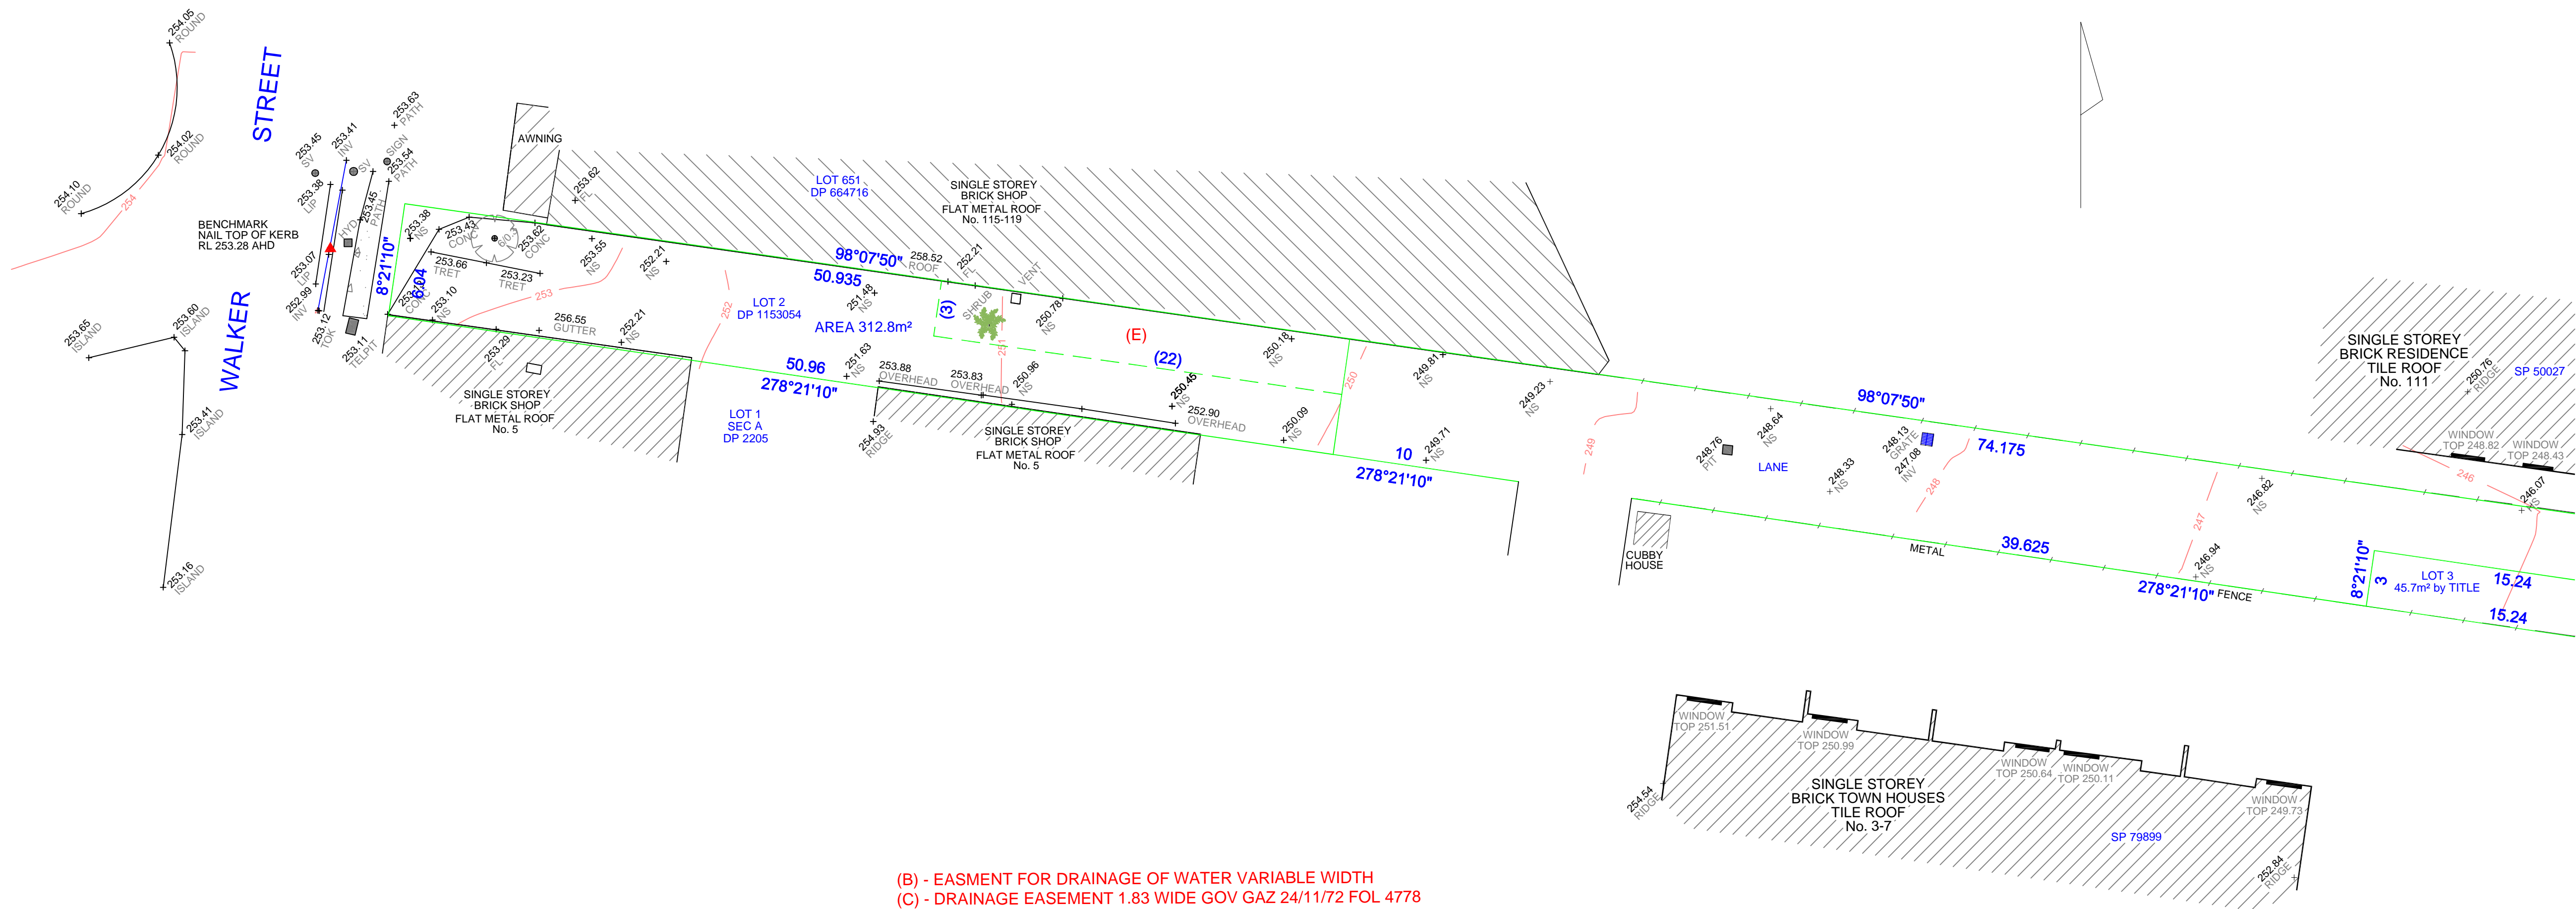 254.05
ROUND
254.02
ROUND
254.10
ROUND
254
STREET
WALKER
BENCHMARK
NAIL TOP OF KERB
RL 253.28 AHD
253.45
SV
253.41
INV
SV
SIGN
253.63
PATH
253.54
PATH
253.38
LIP
253.45
PATH
HYD
253.07
LIP
252.99
INV
253.12
TOK
253.11
TELPIT
253.65
ISLAND
253.60
ISLAND
253.41
ISLAND
253.16
ISLAND
8°21'10"
6.04
253.38
NS
253.43
CONC
6/0.3
253.62
CONC
253.66
TRET
253.23
TRET
CONC
253.10
NS
AWNING
253.62
FL
253.55
NS
252.21
NS
253
256.55
GUTTER
252.21
NS
253.29
FL
SINGLE STOREY
BRICK SHOP
FLAT METAL ROOF
No. 5
LOT 651
DP 664716
SINGLE STOREY
BRICK SHOP
FLAT METAL ROOF
No. 115-119
98°07'50"
50.935
258.52
ROOF
252.21
FL
VENT
252
LOT 2
DP 1153054
AREA 312.8m²
251.48
NS
(3)
SHRUB
251
250.78
NS
(E)
(22)
250.18
NS
50.96
278°21'10"
251.63
NS
253.88
OVERHEAD
253.83
OVERHEAD
250.96
NS
250.45
NS
252.90
OVERHEAD
250.09
NS
LOT 1
SEC A
DP 2205
254.93
RIDGE
SINGLE STOREY
BRICK SHOP
FLAT METAL ROOF
No. 5
250
249.81
NS
249.71
NS
10
278°21'10"
249.23
NS
249
248.76
PIT
248.64
NS
LANE
248.33
NS
248.13
GRATE
247.08
INV
248
98°07'50"
74.175
CUBBY
HOUSE
METAL
39.625
278°21'10"
FENCE
247
246.94
NS
246.82
NS
SINGLE STOREY
BRICK RESIDENCE
TILE ROOF
No. 111
250.76
RIDGE
SP 50027
WINDOW
TOP 248.82
WINDOW
TOP 248.43
246
246.07
NS
8°21'10"
3
LOT 3
45.7m² by TITLE
15.24
15.24
WINDOW
TOP 251.51
WINDOW
TOP 250.99
WINDOW
TOP 250.64
WINDOW
TOP 250.11
WINDOW
TOP 249.73
254.54
RIDGE
SINGLE STOREY
BRICK TOWN HOUSES
TILE ROOF
No. 3-7
SP 79899
252.84
RIDGE
(B) - EASMENT FOR DRAINAGE OF WATER VARIABLE WIDTH
(C) - DRAINAGE EASEMENT 1.83 WIDE GOV GAZ 24/11/72 FOL 4778